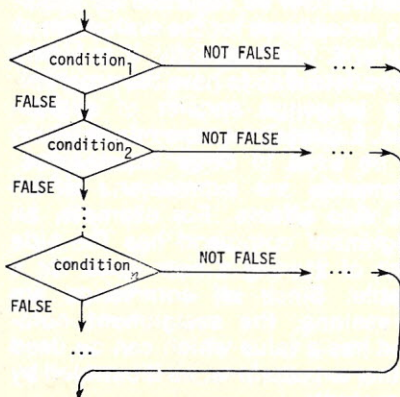 condition1 NOT FALSE ...
FALSE
condition2 NOT FALSE ...
FALSE
condition n NOT FALSE ...
FALSE
...